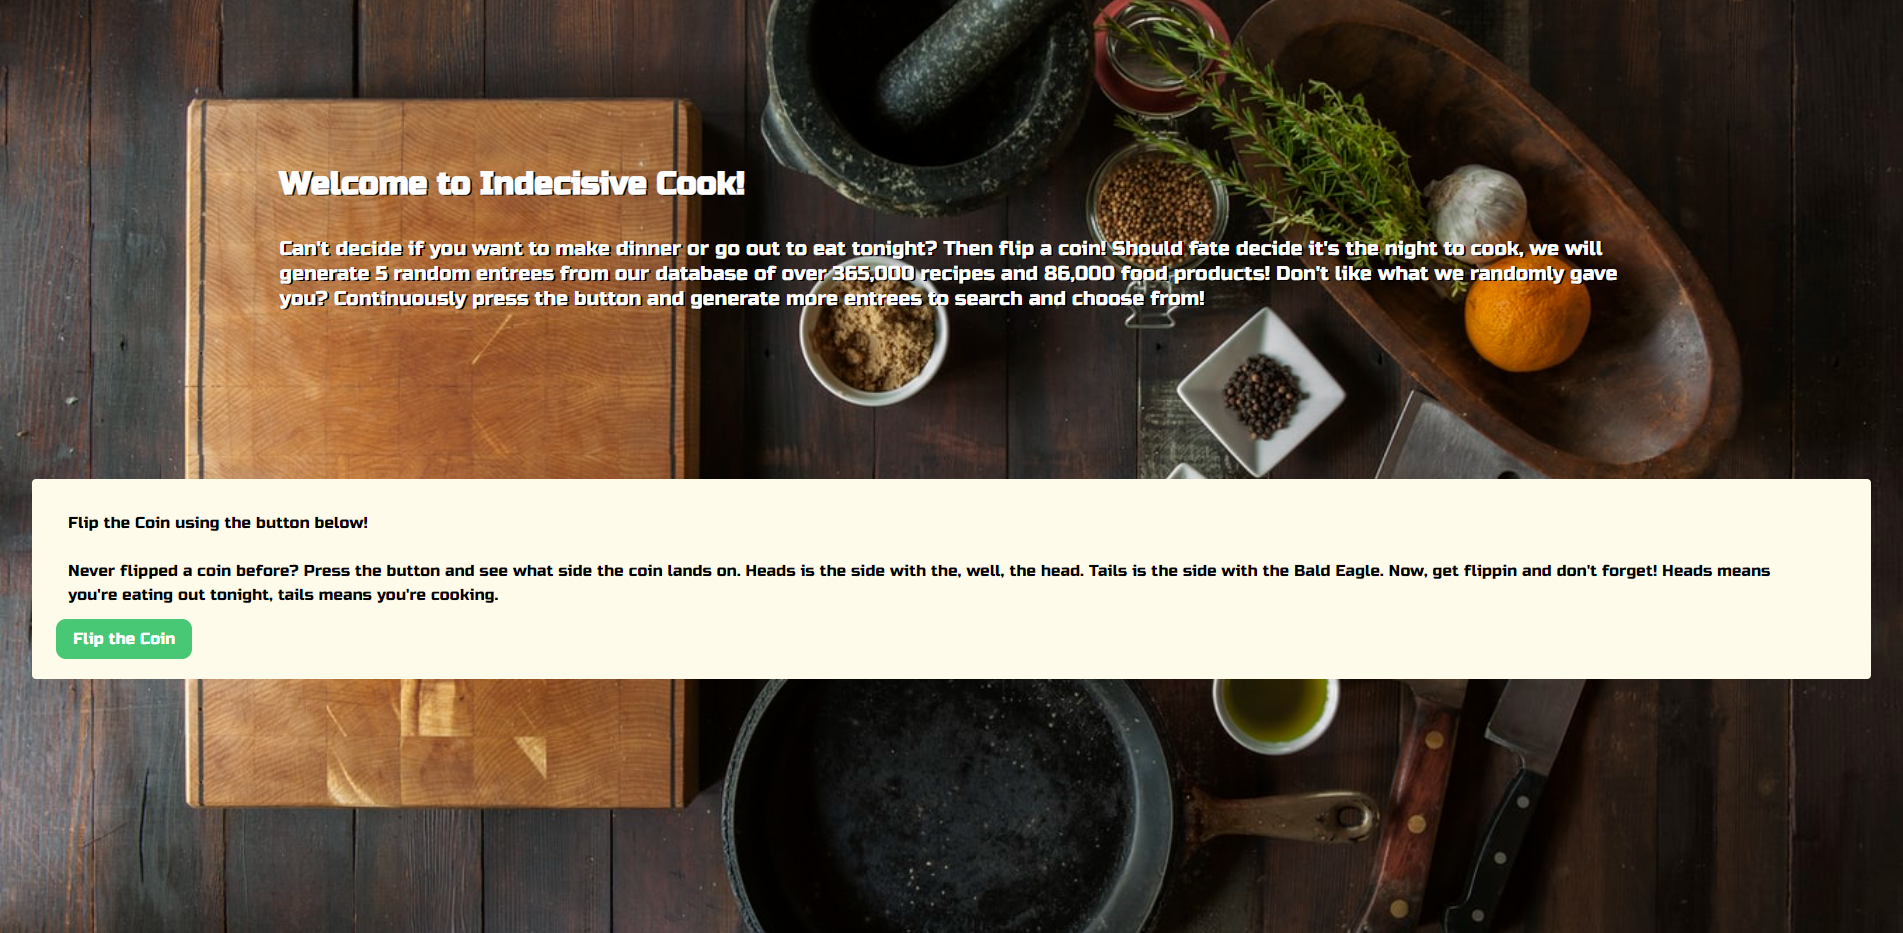 Welcome to Indecisive Cook!
Can't decide if you want to make dinner or go out to eat tonight? Then flip a coin! Should fate decide it's the night to cook, we will
generate 5 random entrees from our database of over 365,000 recipes and 86,000 food products! Don't like what we randomly gave
you? Continuously press the button and generate more entrees to search and choose from!
Flip the Coin using the button below!
Never flipped a coin before? Press the button and see what side the coin lands on. Heads is the side with the, well, the head. Tails is the side with the Bald Eagle. Now, get flippin and don't forget! Heads means
you're eating out tonight, tails means you're cooking.
Flip the Coin